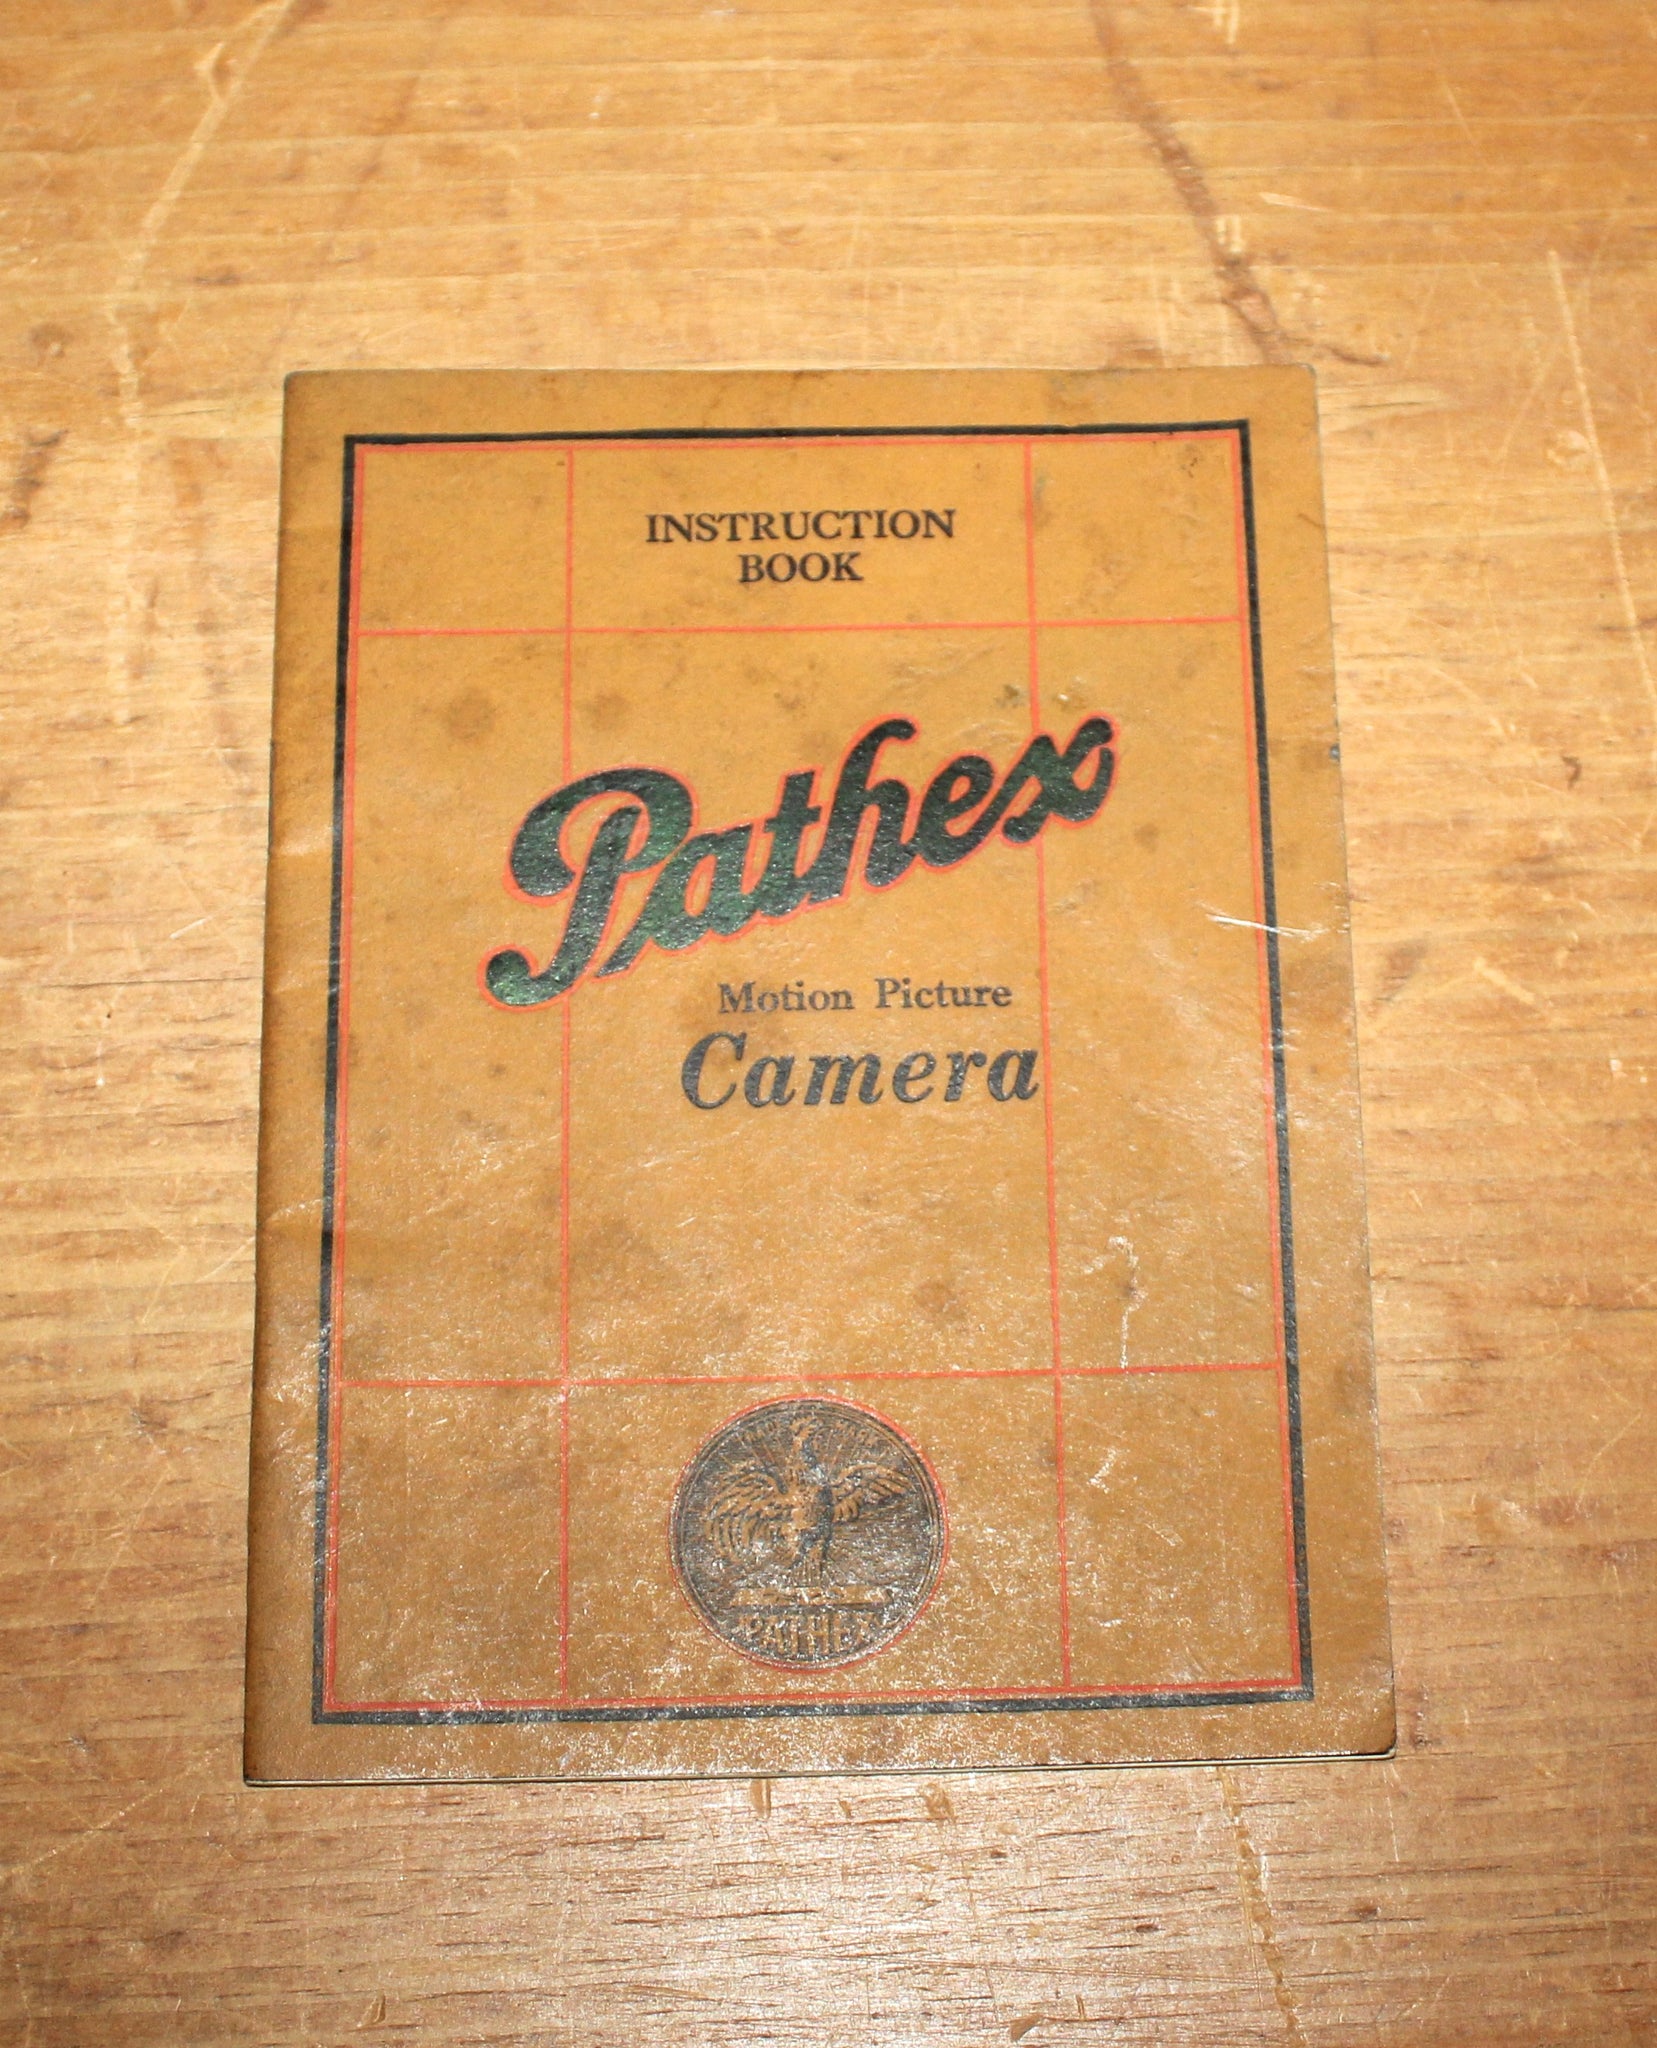 INSTRUCTION
BOOK
Pathex
Motion Picture
Camera
PATHEX